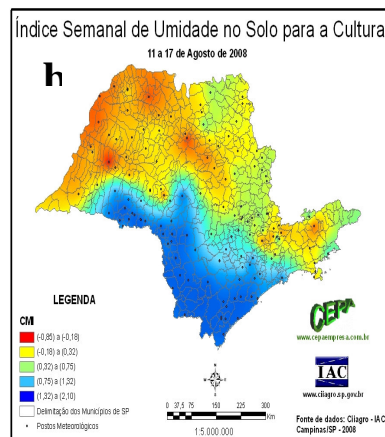 Índice Semanal de Umidade no Solo para a Cultura
11 a 17 de Agosto de 2008
h
LEGENDA
CMI
(-0,85) a (-0,18)
(-0,18) a (0,32)
(0,32) a (0,75)
(0,75) a (1,32)
(1,32) a (2,10)
Delimitação dos Municípios de SP
Postos Meteorológicos
CEPA
www.cepaempresa.com.br
IAC
www.ciiagro.sp.gov.br
0 37,5 75 150 225 300
Km
1:5.000.000
Fonte de dados: Ciiagro - IAC
Campinas/SP - 2008